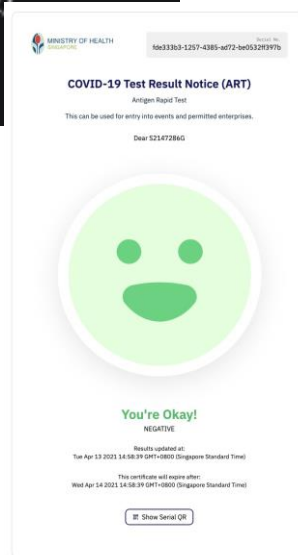 MINISTRY OF HEALTH
SINGAPORE
Serial No.
fde333b3-1257-4385-ad72-be0532ff397b
COVID-19 Test Result Notice (ART)
Antigen Rapid Test
This can be used for entry into events and permitted enterprises.
Dear S2147286G
You're Okay!
NEGATIVE
Results updated at:
Tue Apr 13 2021 14:58:39 GMT+0800 (Singapore Standard Time)
This certificate will expire after:
Wed Apr 14 2021 14:58:39 GMT+0800 (Singapore Standard Time)
Show Serial QR